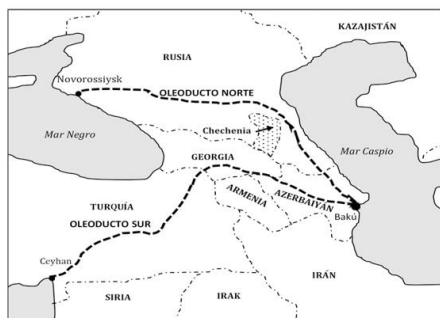 KAZAJISTÁN
RUSIA
Novorossiysk
OLEODUCTO NORTE
Mar Negro
Chechenia
Mar Caspio
GEORGIA
ARMENIA
AZERBAIYÁN
Bakú
TURQUÍA
OLEODUCTO SUR
Ceyhan
IRÁN
SIRIA
IRAK